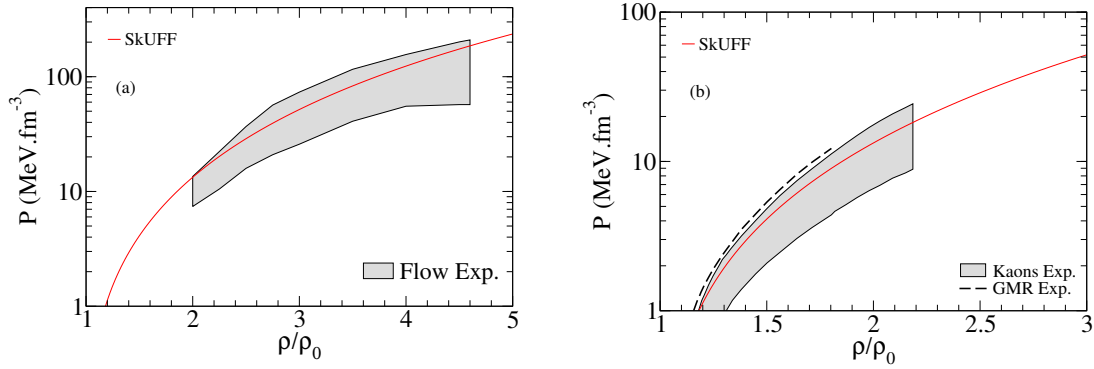 100
10
1
P (MeV.fm⁻³)
SkUFF
(a)
Flow Exp.
1 2 3 4 5
ρ/ρ₀
100
10
1
P (MeV.fm⁻³)
SkUFF
(b)
Kaons Exp.
GMR Exp.
1 1.5 2 2.5 3
ρ/ρ₀